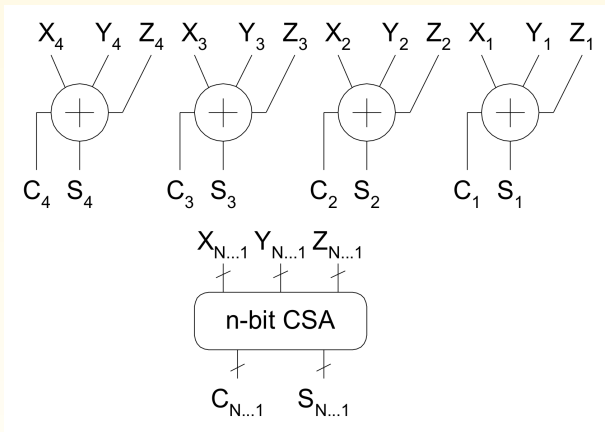 X4 Y4 Z4 X3 Y3 Z3 X2 Y2 Z2 X1 Y1 Z1
C4 S4 C3 S3 C2 S2 C1 S1
XN...1 YN...1 ZN...1
n-bit CSA
CN...1 SN...1